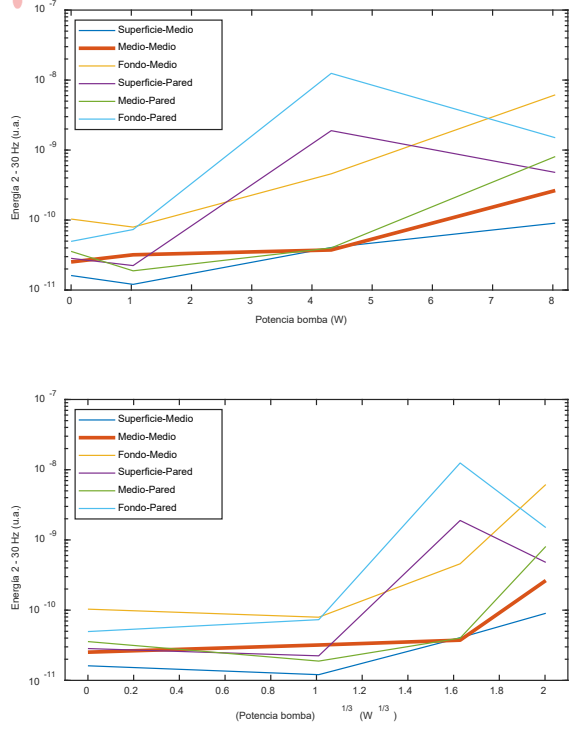 10 -7
Superficie-Medio
Medio-Medio
Fondo-Medio
Superficie-Pared
Medio-Pared
Fondo-Pared
10 -8
10 -9
10 -10
10 -11
Energía 2 - 30 Hz (u.a.)
0 1 2 3 4 5 6 7 8
Potencia bomba (W)
10 -7
Superficie-Medio
Medio-Medio
Fondo-Medio
Superficie-Pared
Medio-Pared
Fondo-Pared
10 -8
10 -9
10 -10
10 -11
Energía 2 - 30 Hz (u.a.)
0 0.2 0.4 0.6 0.8 1 1.2 1.4 1.6 1.8 2
(Potencia bomba) 1/3 (W 1/3 )